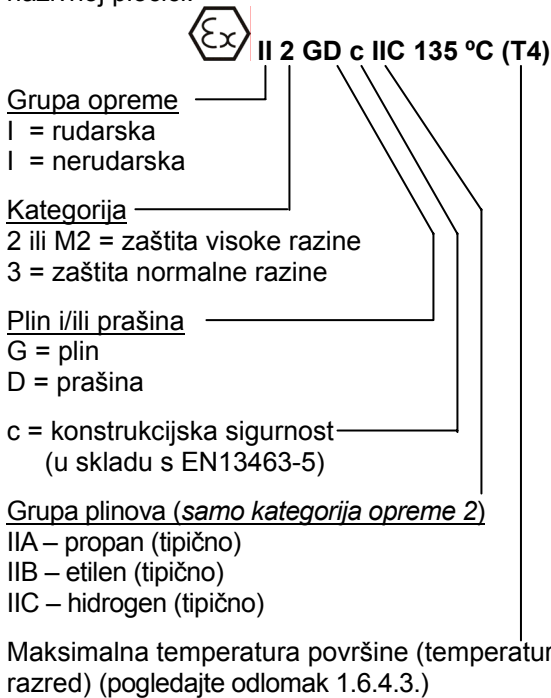 Ex II 2 GD c IIC 135 ºC (T4)
Grupa opreme
I = rudarska
I = nerudarska
Kategorija
2 ili M2 = zaštita visoke razine
3 = zaštita normalne razine
Plin i/ili prašina
G = plin
D = prašina
c = konstrukcijska sigurnost
(u skladu s EN13463-5)
Grupa plinova (samo kategorija opreme 2)
IIA – propan (tipično)
IIB – etilen (tipično)
IIC – hidrogen (tipično)
Maksimalna temperatura površine (temperatur
razred) (pogledajte odlomak 1.6.4.3.)